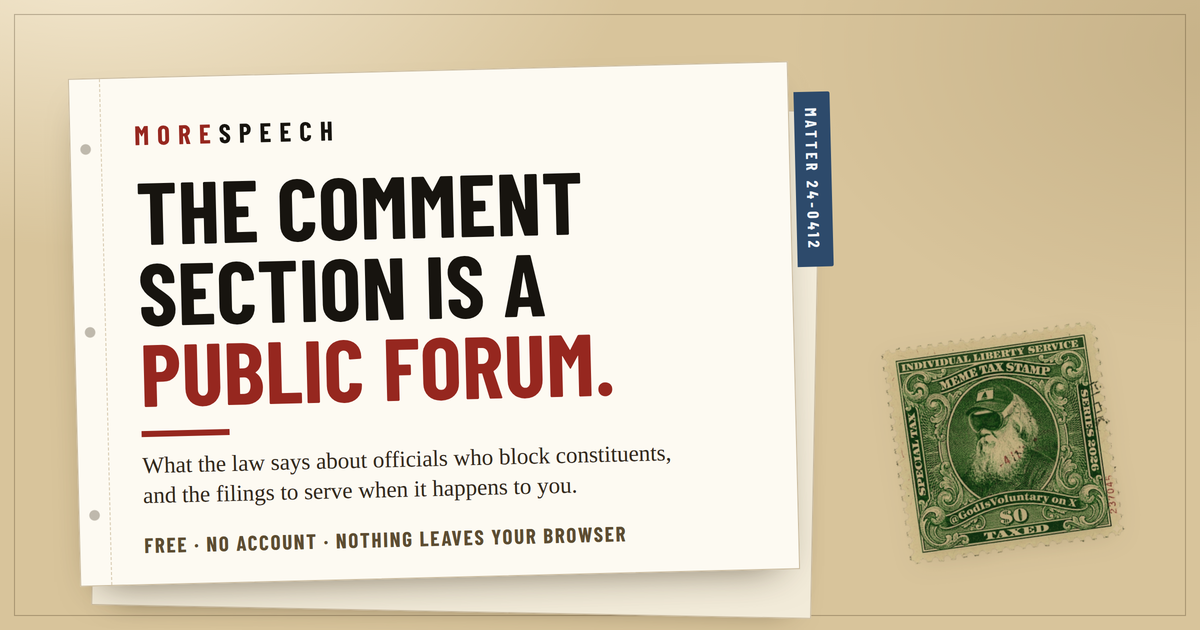 MORESPEECH
THE COMMENT
SECTION IS A
PUBLIC FORUM.
What the law says about officials who block constituents,
and the filings to serve when it happens to you.
FREE · NO ACCOUNT · NOTHING LEAVES YOUR BROWSER
MATTER 24-0412
INDIVIDUAL LIBERTY SERVICE
MEME TAX STAMP
SPECIAL TAX
SERIES 2026
@GodIsVoluntary on X
$0
TAXED